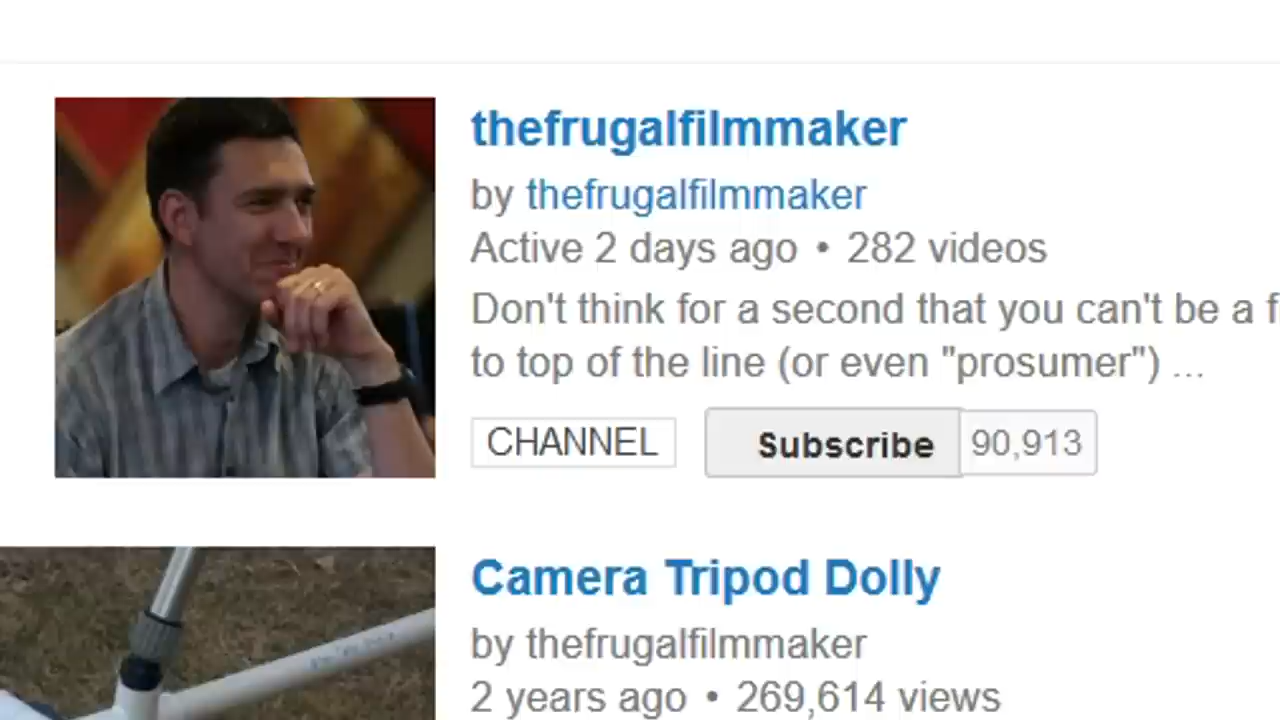 thefrugalfilmmaker
by thefrugalfilmmaker
Active 2 days ago • 282 videos
Don't think for a second that you can't be a f
to top of the line (or even "prosumer") ...
CHANNEL Subscribe 90,913
Camera Tripod Dolly
by thefrugalfilmmaker
2 years ago • 269,614 views